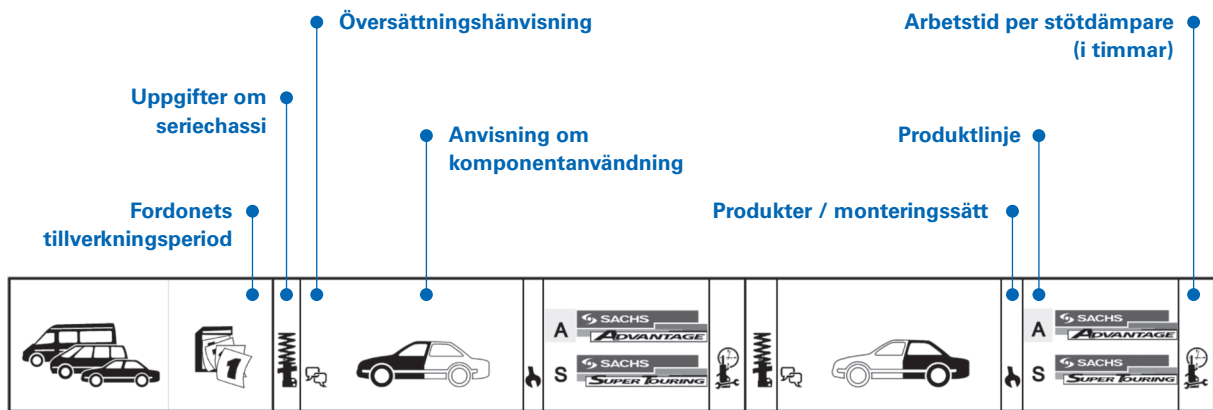 Översättningshänvisning
Arbetstid per stötdämpare
(i timmar)
Uppgifter om
seriechassi
Anvisning om
komponentanvändning
Produktlinje
Fordonets
tillverkningsperiod
Produkter / monteringssätt
1
A SACHS
ADVANTAGE
S SACHS
SUPER TOURING
A SACHS
ADVANTAGE
S SACHS
SUPER TOURING